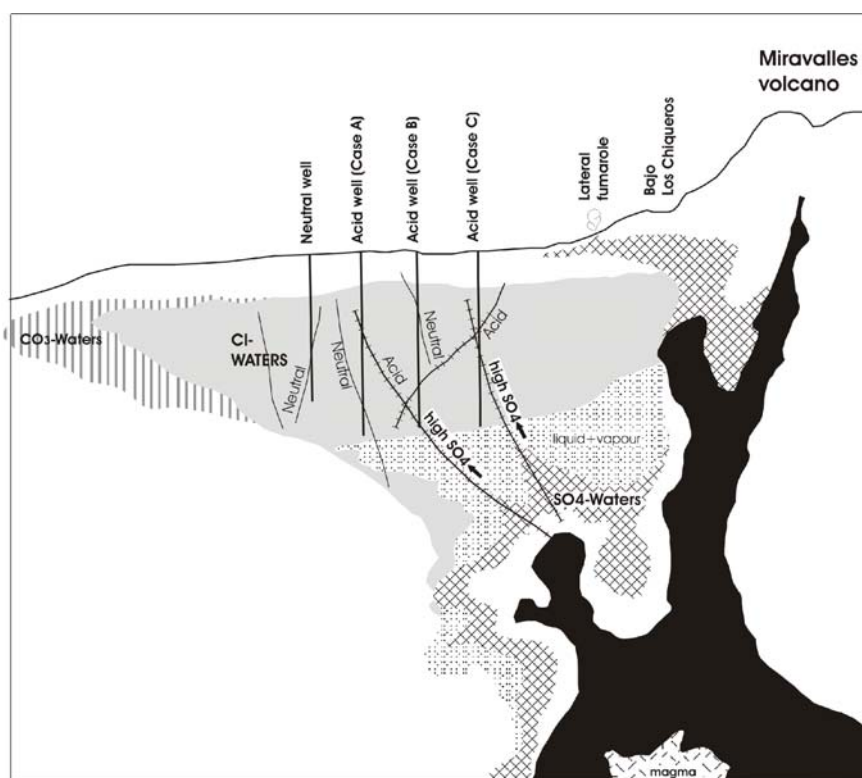 Miravalles
volcano
Neutral well
Acid well (Case A)
Acid well (Case B)
Acid well (Case C)
Lateral
fumarole
Bajo
Los Chiqueros
CO3-Waters
Cl-
WATERS
Neutral
Neutral
Acid
Neutral
Acid
high SO4
high SO4
liquid+vapour
SO4-Waters
magma